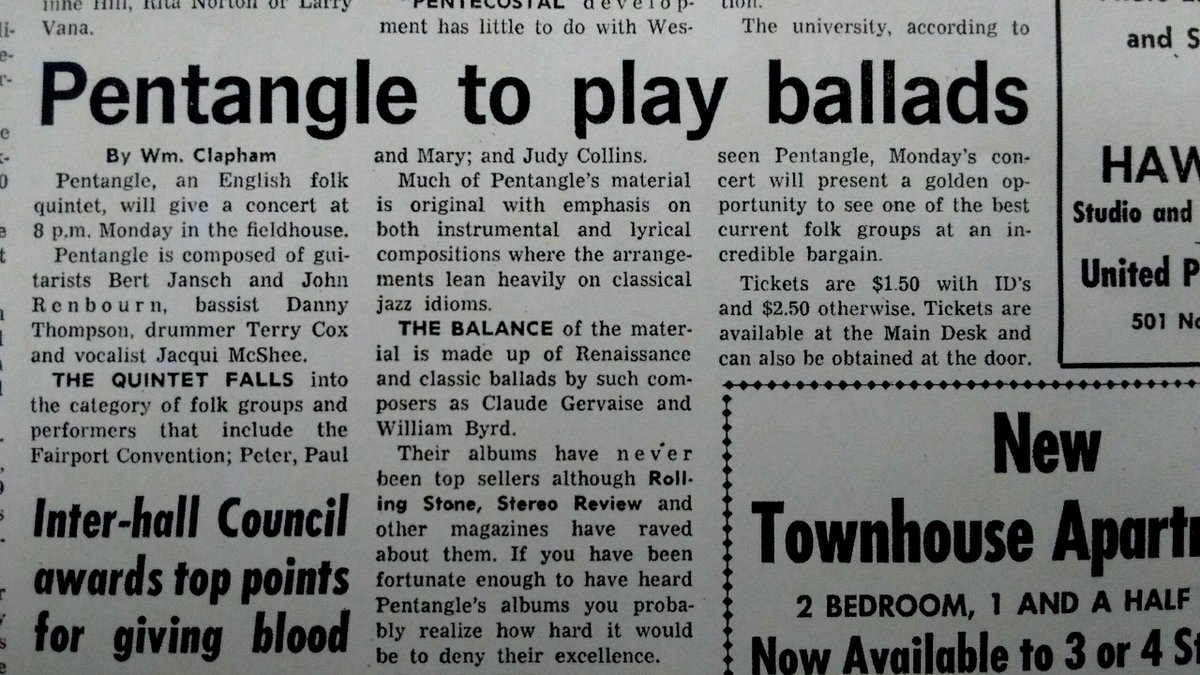 Vana.
"PENTECOSTAL develop-
ment has little to do with Wes-
tion.
The university, according to
and S
Pentangle to play ballads
By Wm. Clapham
Pentangle, an English folk
quintet, will give a concert at
8 p.m. Monday in the fieldhouse.
Pentangle is composed of gui-
tarists Bert Jansch and John
Renbourn, bassist Danny
Thompson, drummer Terry Cox
and vocalist Jacqui McShee.
THE QUINTET FALLS into
the category of folk groups and
performers that include the
Fairport Convention; Peter, Paul
and Mary; and Judy Collins.
Much of Pentangle's material
is original with emphasis on
both instrumental and lyrical
compositions where the arrange-
ments lean heavily on classical
jazz idioms.
THE BALANCE of the mater-
ial is made up of Renaissance
and classic ballads by such com-
posers as Claude Gervaise and
William Byrd.
Their albums have never
been top sellers although Roll-
ing Stone, Stereo Review and
other magazines have raved
about them. If you have been
fortunate enough to have heard
Pentangle's albums you proba-
bly realize how hard it would
be to deny their excellence.
seen Pentangle, Monday's con-
cert will present a golden op-
portunity to see one of the best
current folk groups at an in-
credible bargain.
Tickets are $1.50 with ID's
and $2.50 otherwise. Tickets are
available at the Main Desk and
can also be obtained at the door.
Inter-hall Council
awards top points
for giving blood
HAW
Studio and
United P
501 No
New
Townhouse Apart
2 BEDROOM, 1 AND A HALF
Now Available to 3 or 4 St